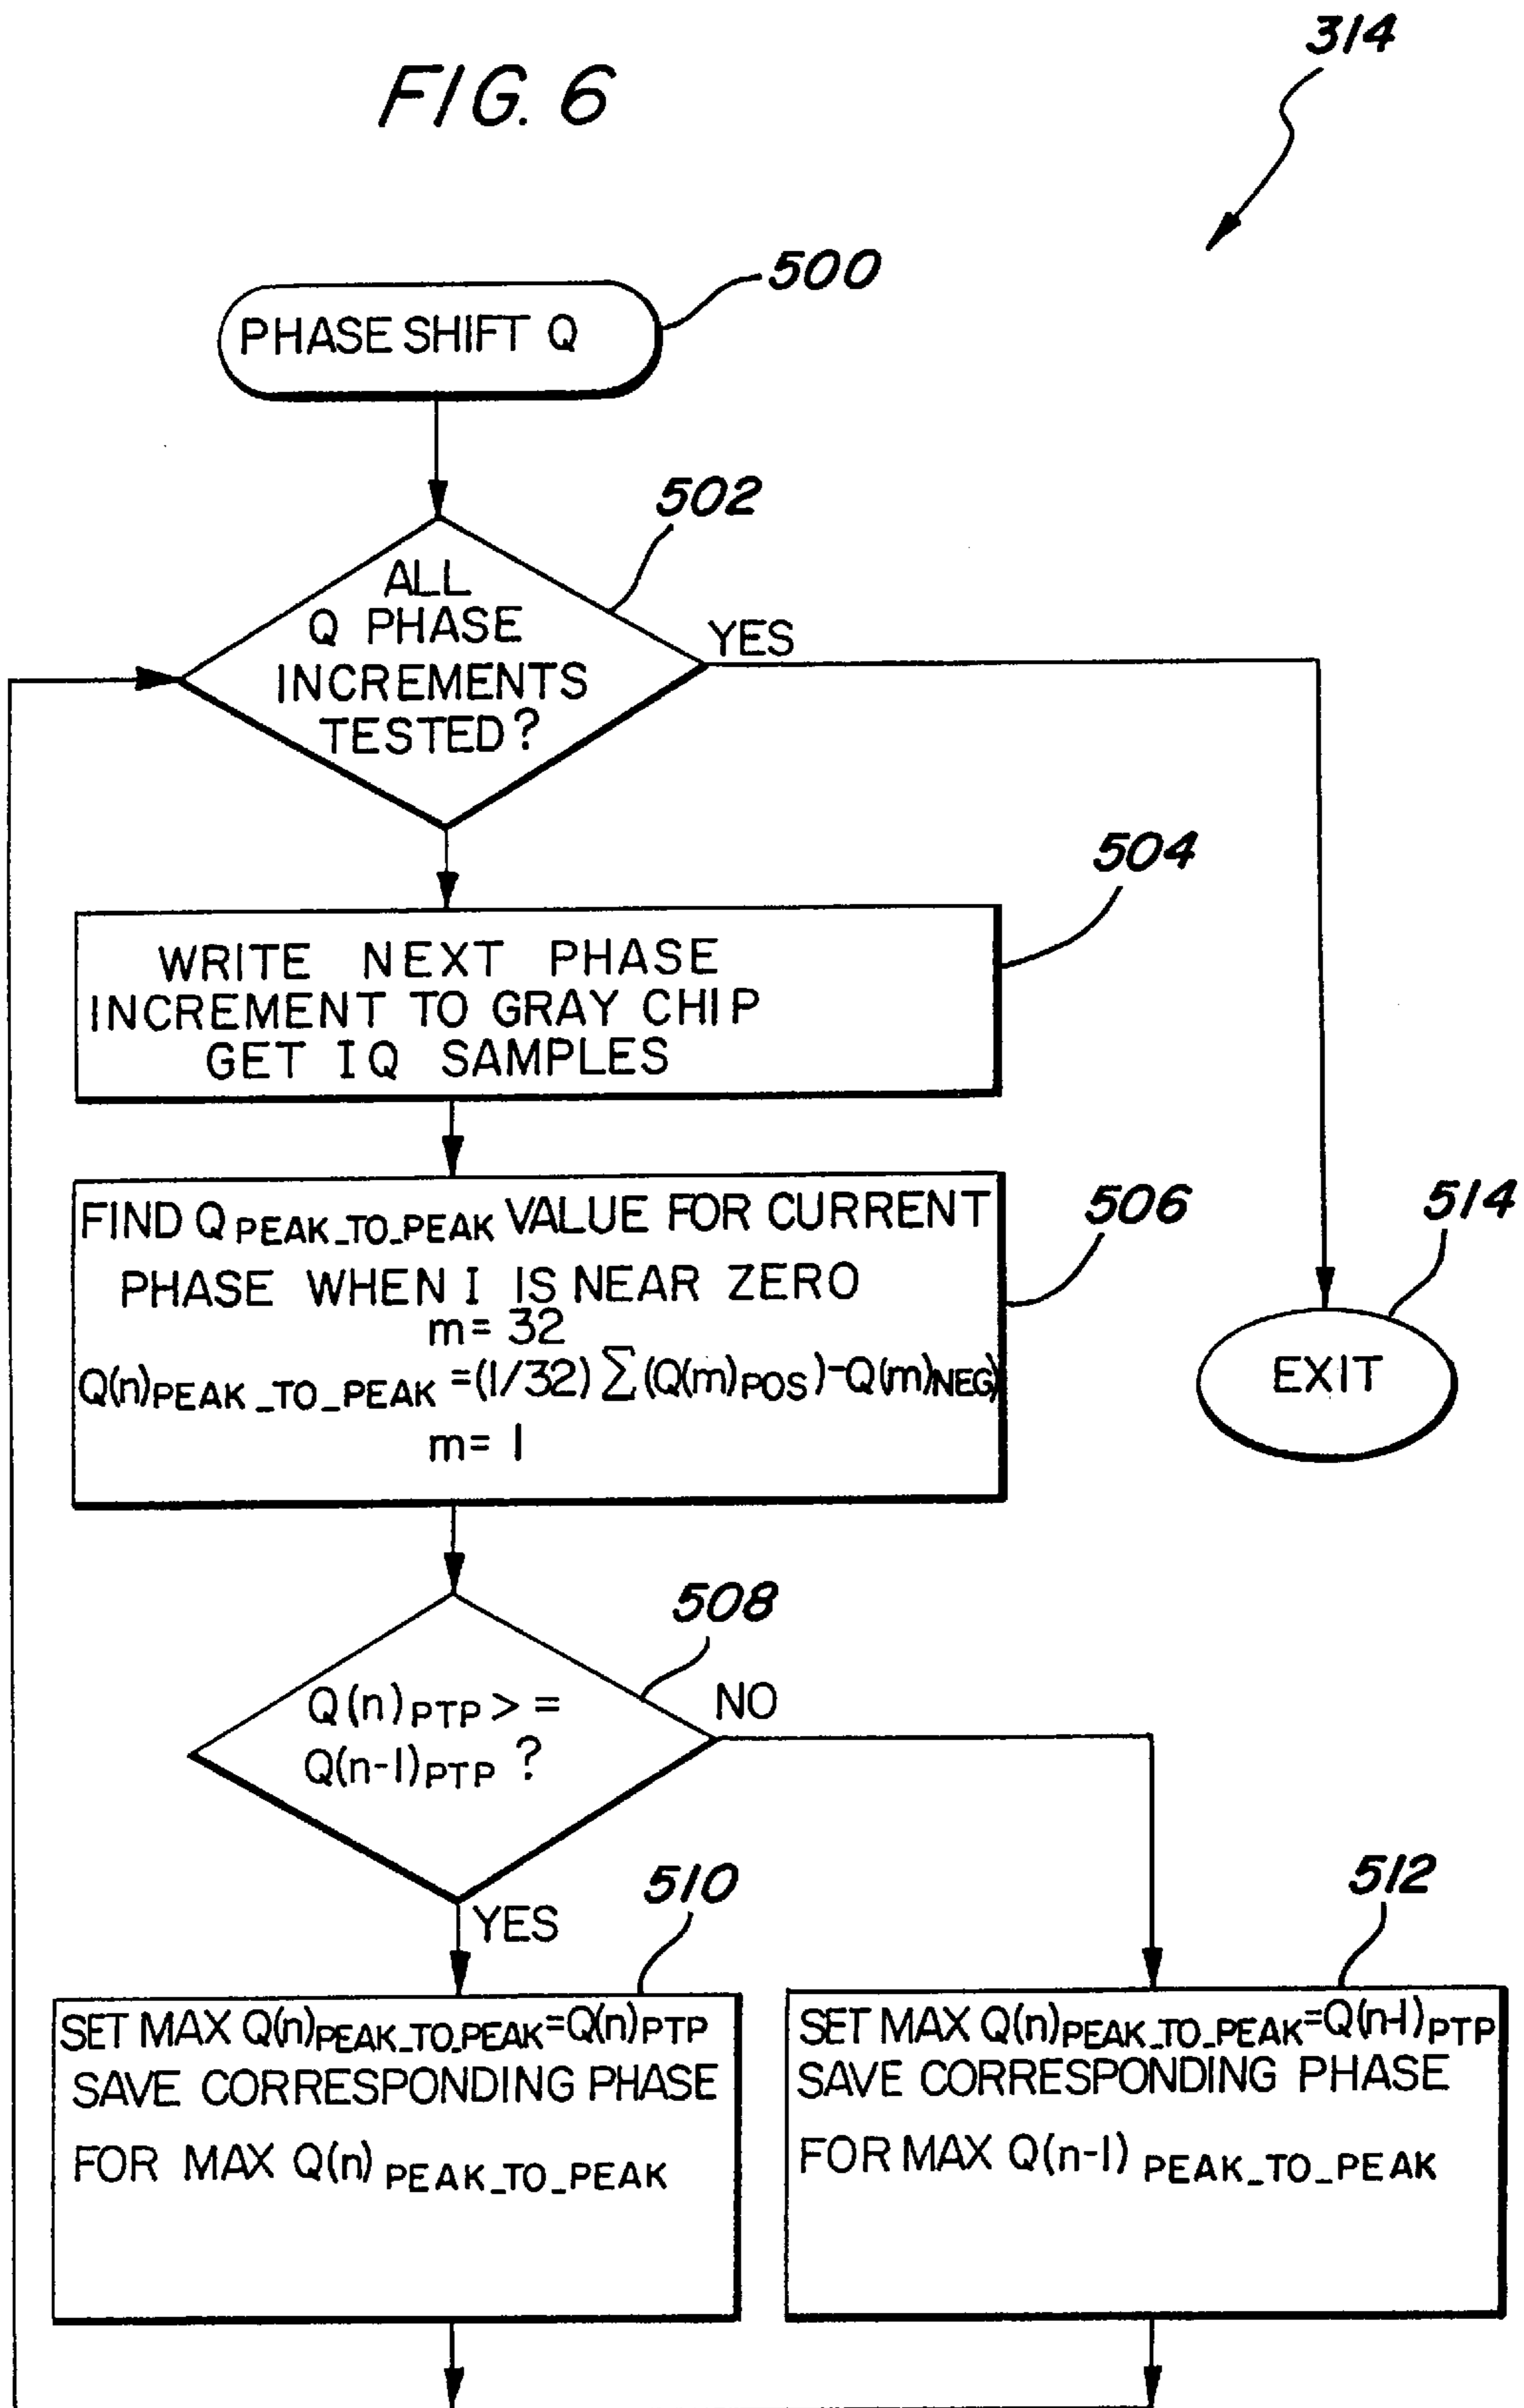 FIG. 6
314
500
PHASE SHIFT Q
502
ALL
Q PHASE
INCREMENTS
TESTED?
YES
504
WRITE NEXT PHASE
INCREMENT TO GRAY CHIP
GET IQ SAMPLES
506
FIND Q PEAK_TO_PEAK VALUE FOR CURRENT
PHASE WHEN I IS NEAR ZERO
m= 32
Q(n)PEAK_TO_PEAK =(1/32) Σ (Q(m)POS)-Q(m)NEG)
m= 1
514
EXIT
508
Q(n)PTP >=
Q(n-1)PTP ?
NO
YES
510
SET MAX Q(n)PEAK_TO_PEAK=Q(n)PTP
SAVE CORRESPONDING PHASE
FOR MAX Q(n) PEAK_TO_PEAK
512
SET MAX Q(n)PEAK_TO_PEAK=Q(n-1)PTP
SAVE CORRESPONDING PHASE
FOR MAX Q(n-1) PEAK_TO_PEAK